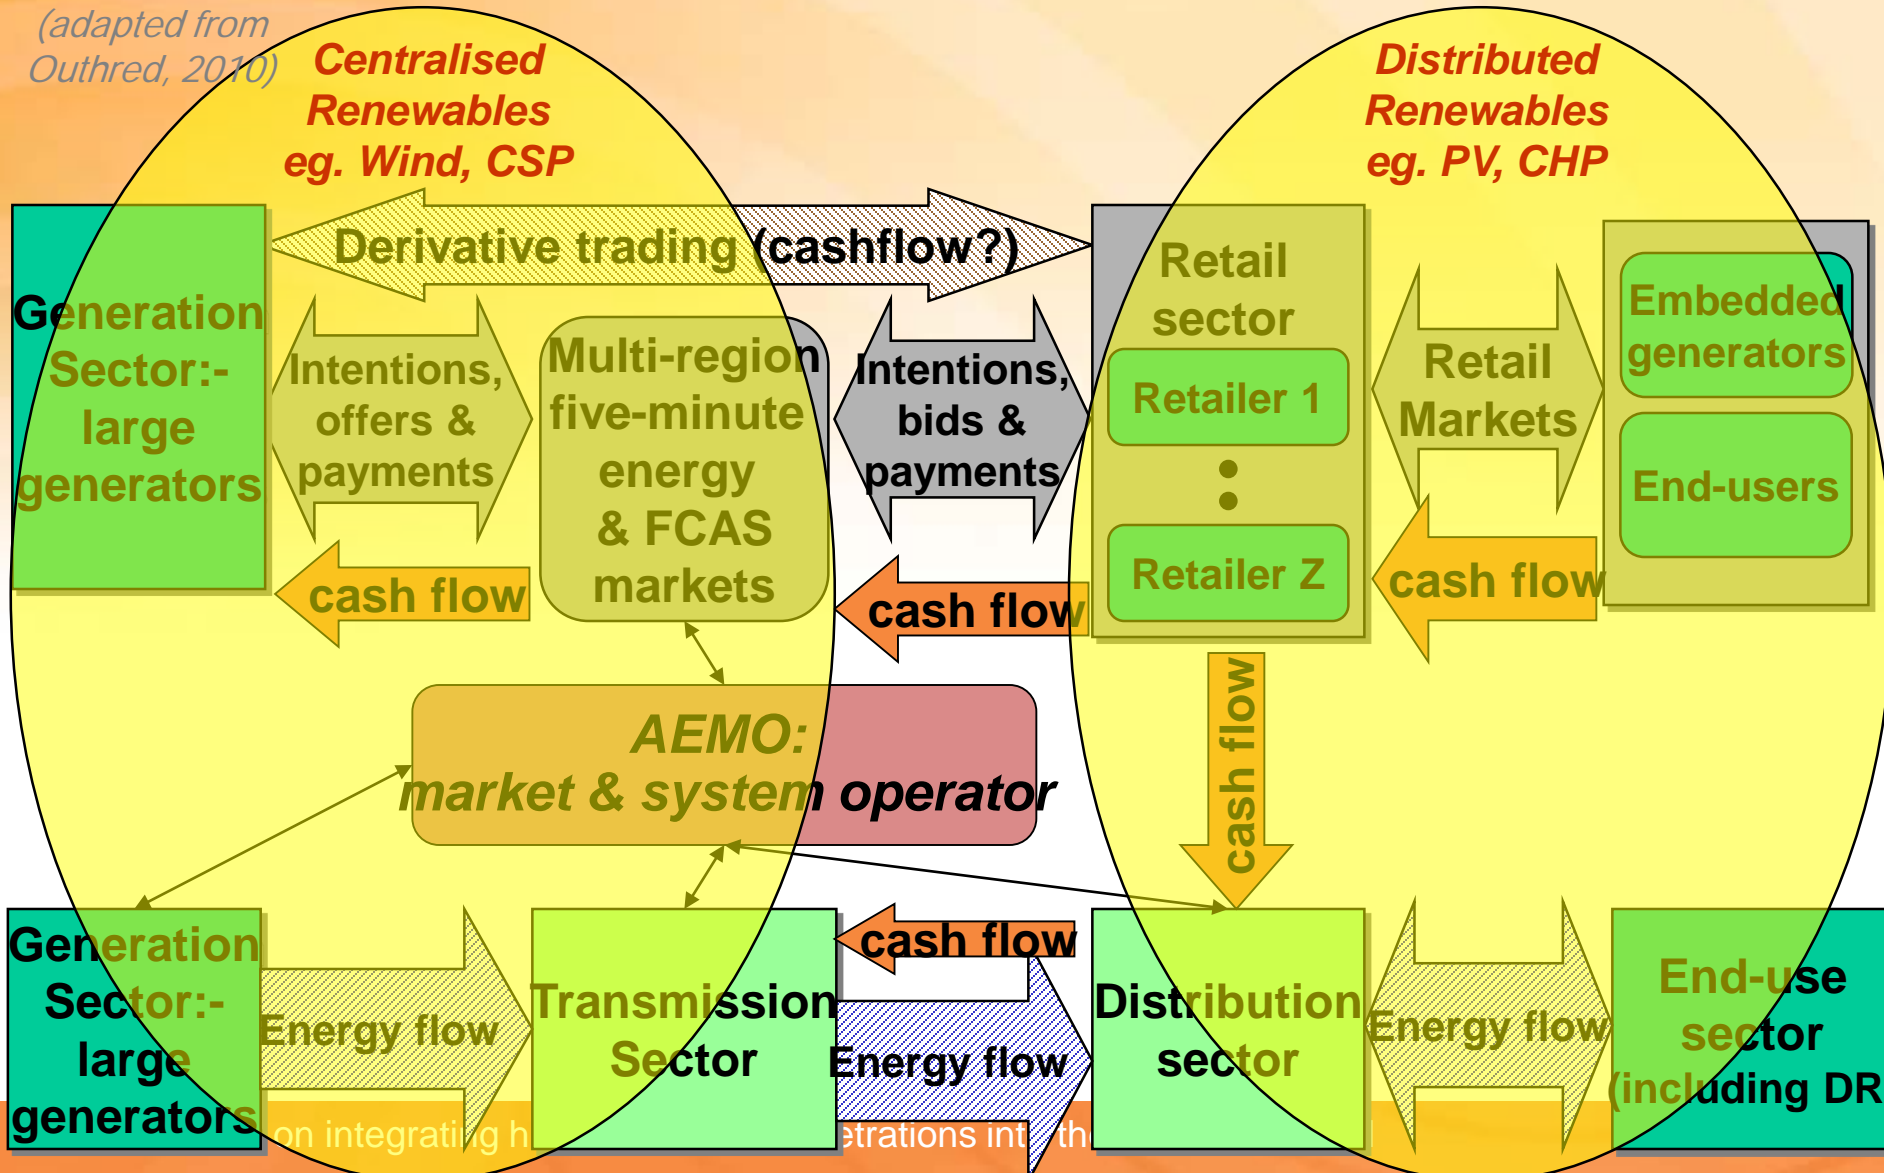 (adapted from
Outhred, 2010)
Centralised
Renewables
eg. Wind, CSP
Distributed
Renewables
eg. PV, CHP
Derivative trading (cashflow?)
Generation
Sector:-
large
generators
Intentions,
offers &
payments
Multi-region
five-minute
energy
& FCAS
markets
Intentions,
bids &
payments
Retail
sector
Retailer 1
Retailer Z
Retail
Markets
Embedded
generators
End-users
cash flow
cash flow
cash flow
cash flow
AEMO:
market & system operator
Generation
Sector:-
large
generators
Energy flow
Transmission
Sector
cash flow
Energy flow
Distribution
sector
Energy flow
End-use
sector
(including DR
on integrating